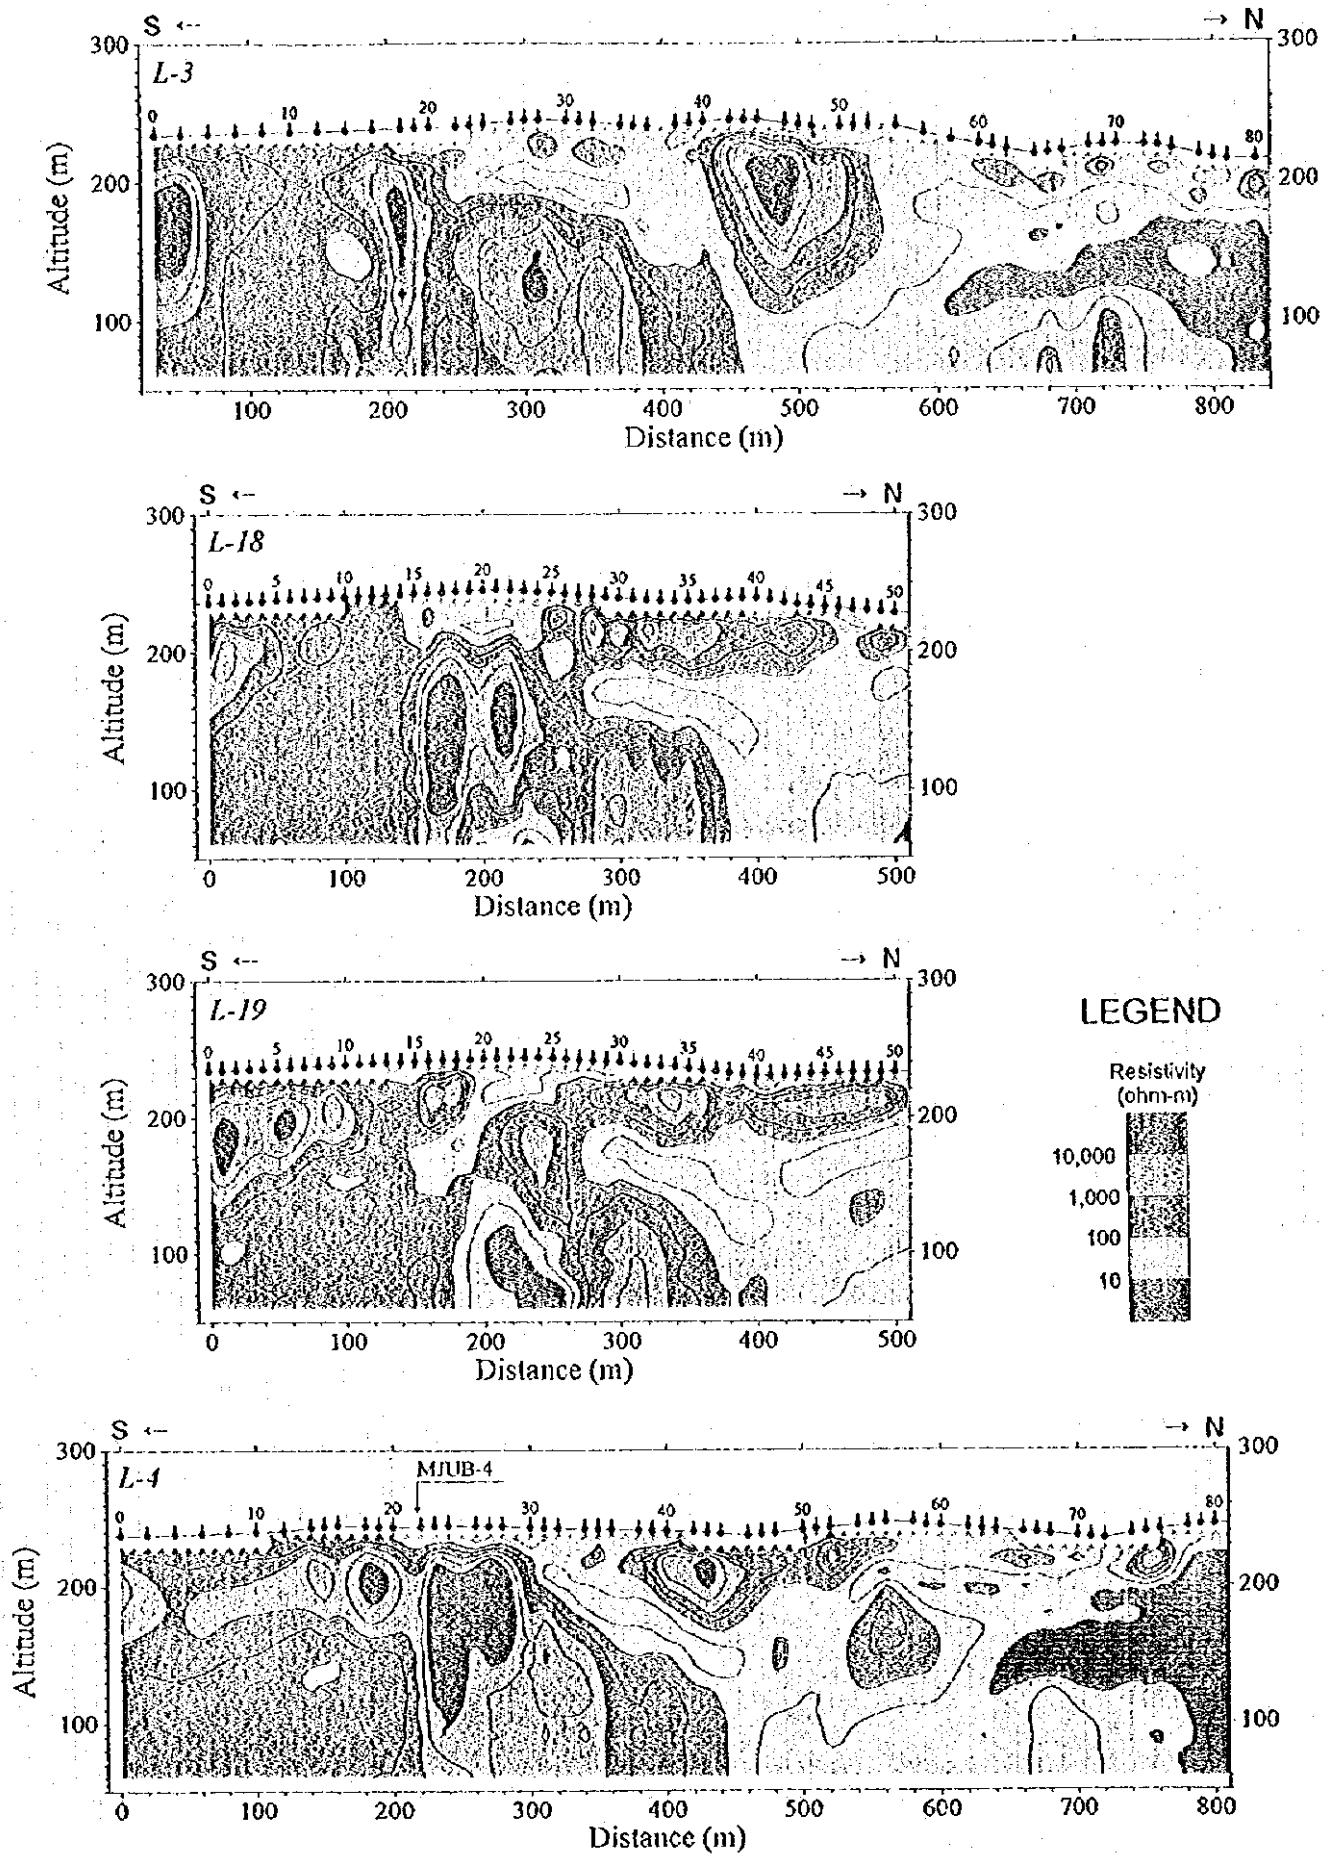 S ← → N
300 300
L-3
0 10 20 30 40 50 60 70 80
200 200
100 100
Altitude (m)
100 200 300 400 500 600 700 800
Distance (m)
S ← → N
300 300
L-18
0 5 10 15 20 25 30 35 40 45 50
200 200
100 100
Altitude (m)
0 100 200 300 400 500
Distance (m)
S ← → N
300 300
L-19
0 5 10 15 20 25 30 35 40 45 50
200 200
100 100
Altitude (m)
0 100 200 300 400 500
Distance (m)
LEGEND
Resistivity
(ohm-m)
10,000
1,000
100
10
S ← → N
300 300
L-4
MJUB-4
0 10 20 30 40 50 60 70 80
200 200
100 100
Altitude (m)
0 100 200 300 400 500 600 700 800
Distance (m)